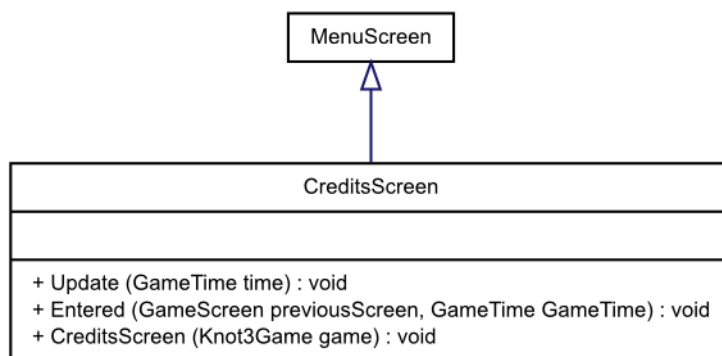 MenuScreen
CreditsScreen
+ Update (GameTime time) : void
+ Entered (GameScreen previousScreen, GameTime GameTime) : void
+ CreditsScreen (Knot3Game game) : void